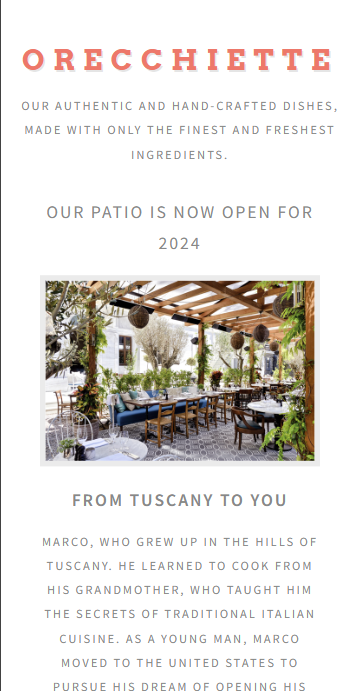 ORECCHIETTE
OUR AUTHENTIC AND HAND-CRAFTED DISHES,
MADE WITH ONLY THE FINEST AND FRESHEST
INGREDIENTS.
OUR PATIO IS NOW OPEN FOR
2024
FROM TUSCANY TO YOU
MARCO, WHO GREW UP IN THE HILLS OF
TUSCANY. HE LEARNED TO COOK FROM
HIS GRANDMOTHER, WHO TAUGHT HIM
THE SECRETS OF TRADITIONAL ITALIAN
CUISINE. AS A YOUNG MAN, MARCO
MOVED TO THE UNITED STATES TO
PURSUE HIS DREAM OF OPENING HIS